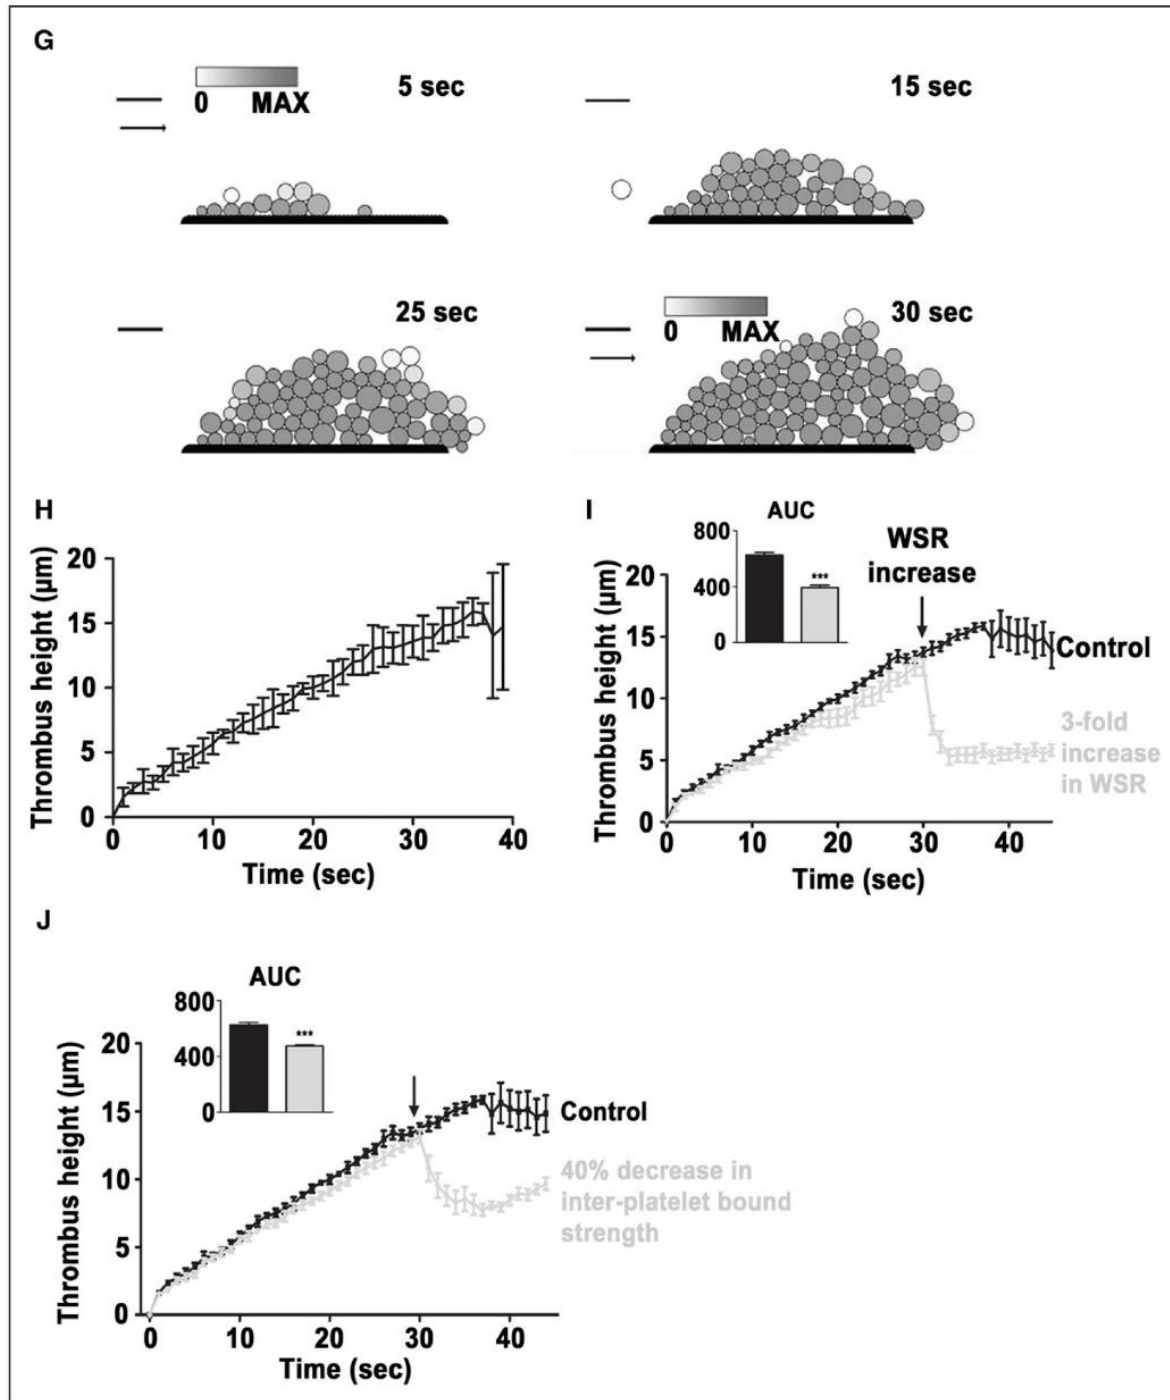 G
5 sec
0 MAX
15 sec
25 sec
30 sec
0 MAX
H
Thrombus height (µm)
20
15
10
5
0
0 10 20 30 40
Time (sec)
I
AUC
800
400
0
***
WSR
increase
Thrombus height (µm)
20
15
10
5
0
Control
3-fold
increase
in WSR
0 10 20 30 40
Time (sec)
J
AUC
800
400
0
***
Thrombus height (µm)
20
15
10
5
0
Control
40% decrease in
inter-platelet bound
strength
0 10 20 30 40
Time (sec)